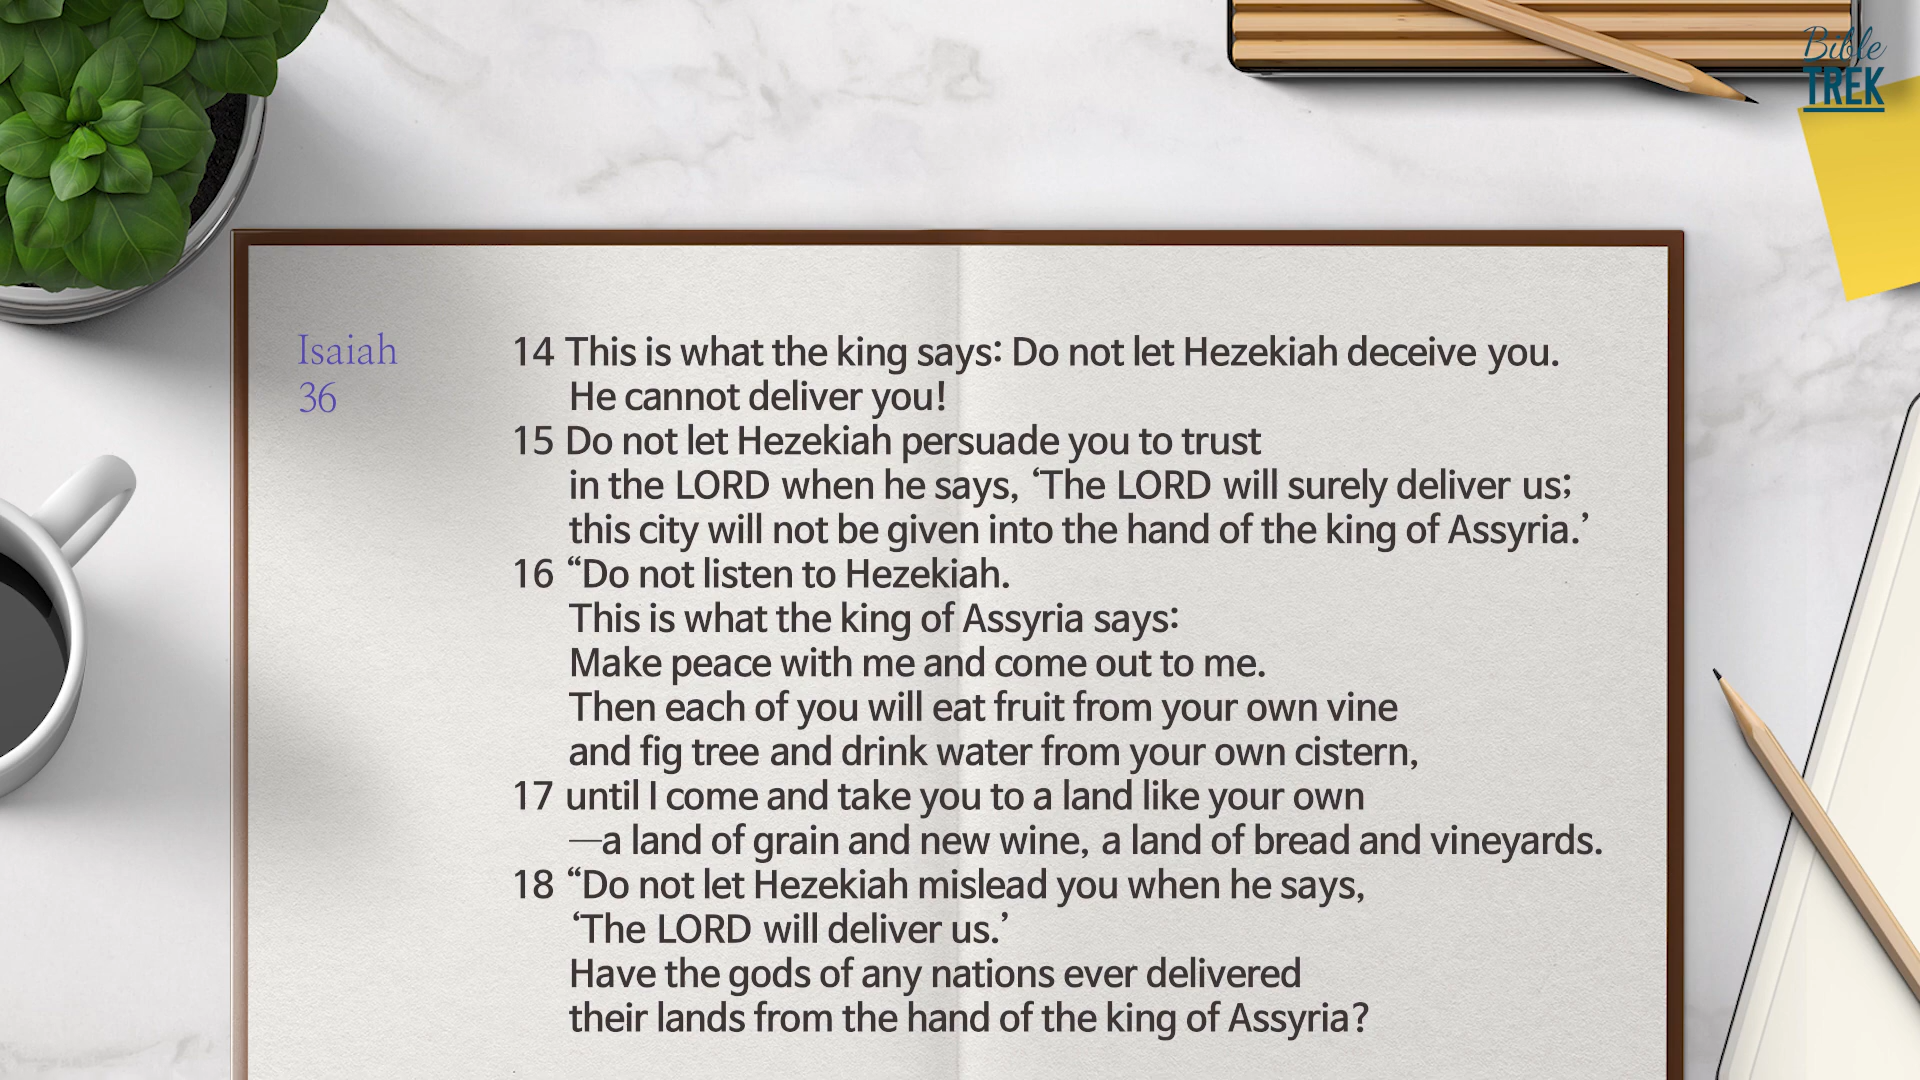 Bible
TREK
Isaiah
36
14 This is what the king says: Do not let Hezekiah deceive you.
He cannot deliver you!
15 Do not let Hezekiah persuade you to trust
in the LORD when he says, ‘The LORD will surely deliver us;
this city will not be given into the hand of the king of Assyria.’
16 “Do not listen to Hezekiah.
This is what the king of Assyria says:
Make peace with me and come out to me.
Then each of you will eat fruit from your own vine
and fig tree and drink water from your own cistern,
17 until I come and take you to a land like your own
—a land of grain and new wine, a land of bread and vineyards.
18 “Do not let Hezekiah mislead you when he says,
‘The LORD will deliver us.’
Have the gods of any nations ever delivered
their lands from the hand of the king of Assyria?